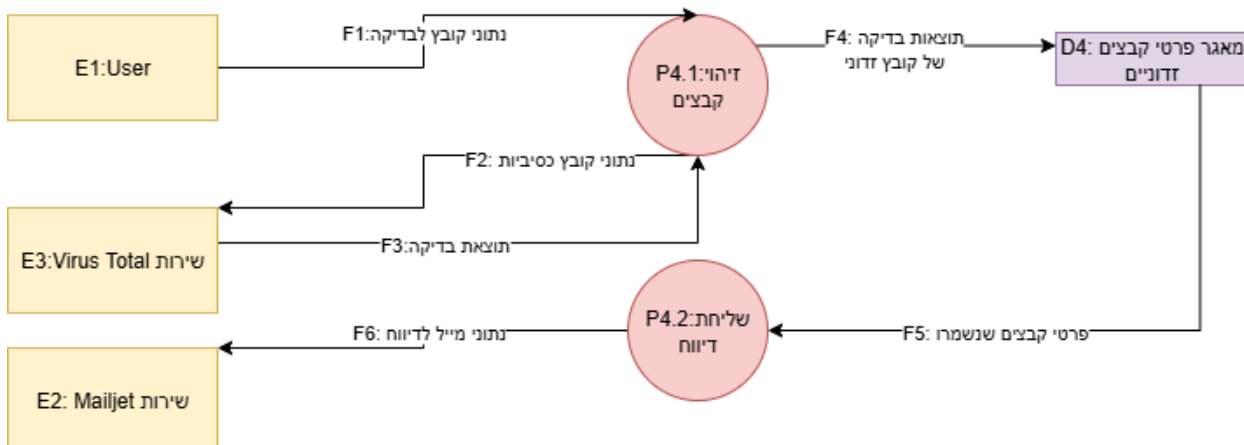 E1:User
F1:נתוני קובץ לבדיקה
P4.1:זיהוי
קבצים
F4: תוצאות בדיקה
של קובץ זדוני
D4: מאגר פרטי קבצים
זדוניים
F2: נתוני קובץ כסיביות
E3:Virus Total שירות
F3:תוצאת בדיקה
P4.2:שליחת
דיווח
F5: פרטי קבצים שנשמרו
F6: נתוני מייל לדיווח
E2: Mailjet שירות